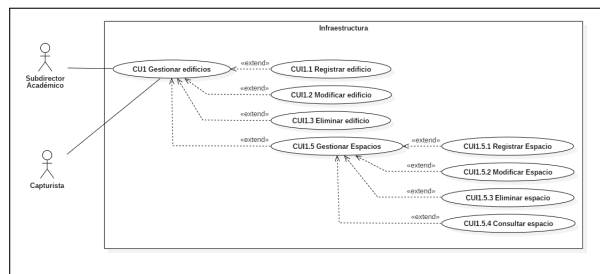 Infraestructura
Subdirector
Académico
CU1 Gestionar edificios
«extend»
CUI1.1 Registrar edificio
«extend»
CUI1.2 Modificar edificio
«extend»
CUI1.3 Eliminar edificio
«extend»
CUI1.5 Gestionar Espacios
«extend»
CUI1.5.1 Registrar Espacio
Capturista
«extend»
CUI1.5.2 Modificar Espacio
«extend»
CUI1.5.3 Eliminar espacio
«extend»
CUI1.5.4 Consultar espacio